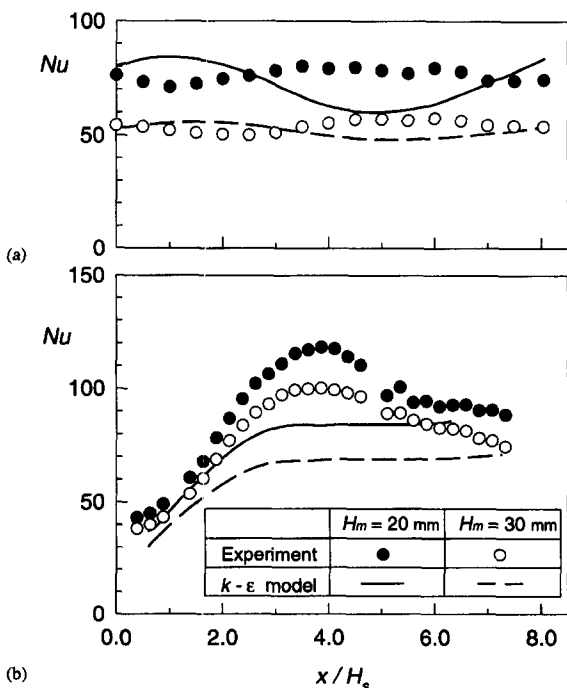 100
Nu
50
0
(a)
150
Nu
100
50
0
Hm = 20 mm Hm = 30 mm
Experiment
k - ε model
0.0 2.0 4.0 6.0 8.0
(b)
x / Hs